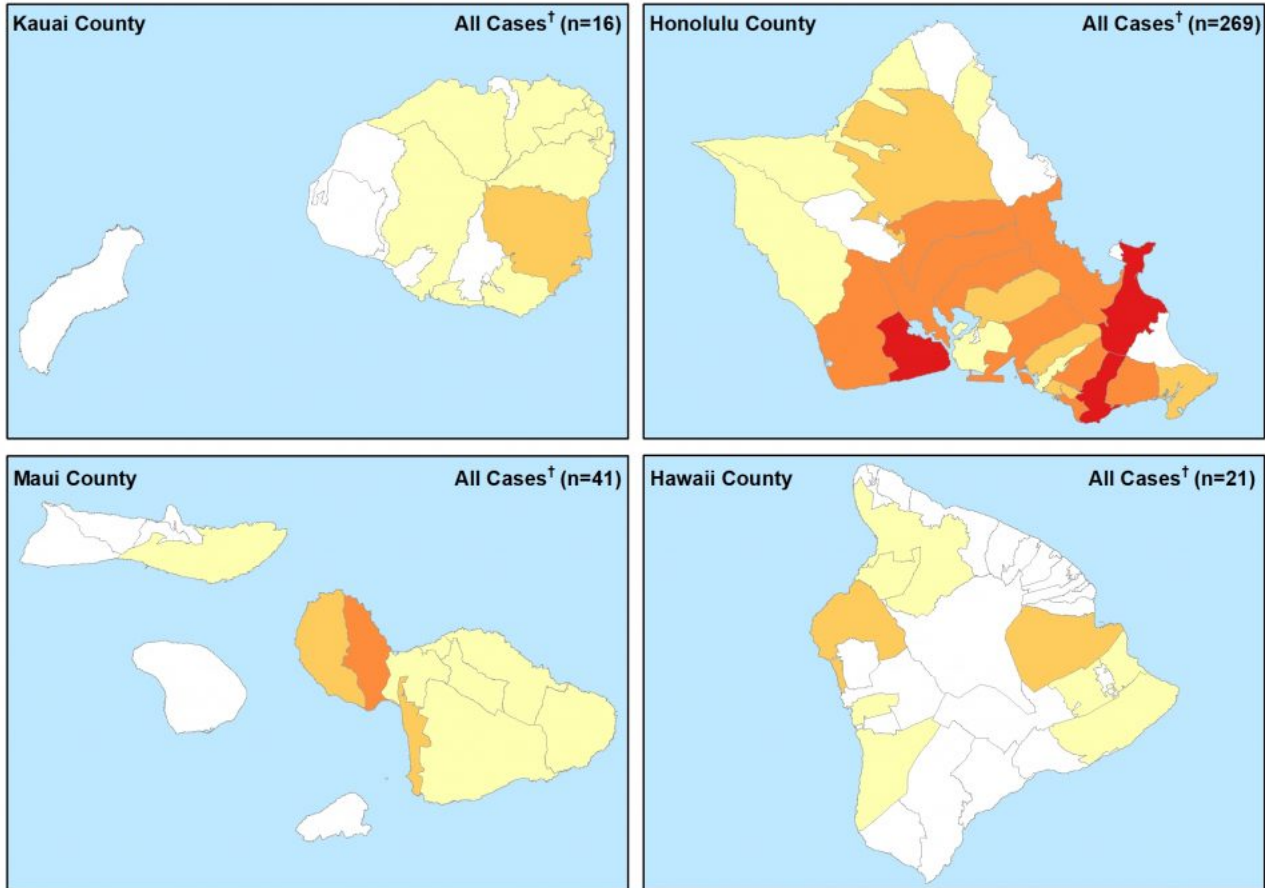 Kauai County All Cases† (n=16)
Honolulu County All Cases† (n=269)
Maui County All Cases† (n=41)
Hawaii County All Cases† (n=21)